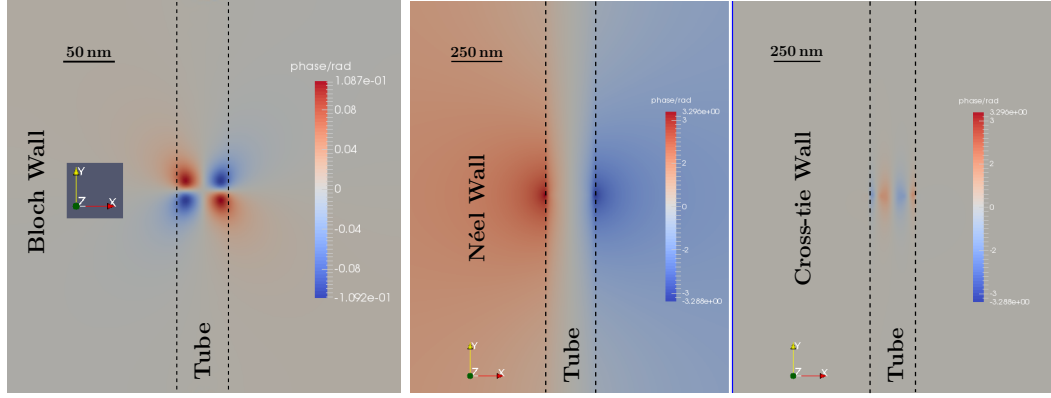 50 nm
phase/rad
1.087e-01
0.08
0.04
0
-0.04
-0.08
-1.092e-01
Bloch Wall
Y
Z
X
Tube
250 nm
phase/rad
3.296e+00
3
2
0
-2
-3
-3.288e+00
Néel Wall
Y
Z
X
Tube
250 nm
phase/rad
3.296e+00
3
2
0
-2
-3
-3.288e+00
Cross-tie Wall
Y
Z
X
Tube